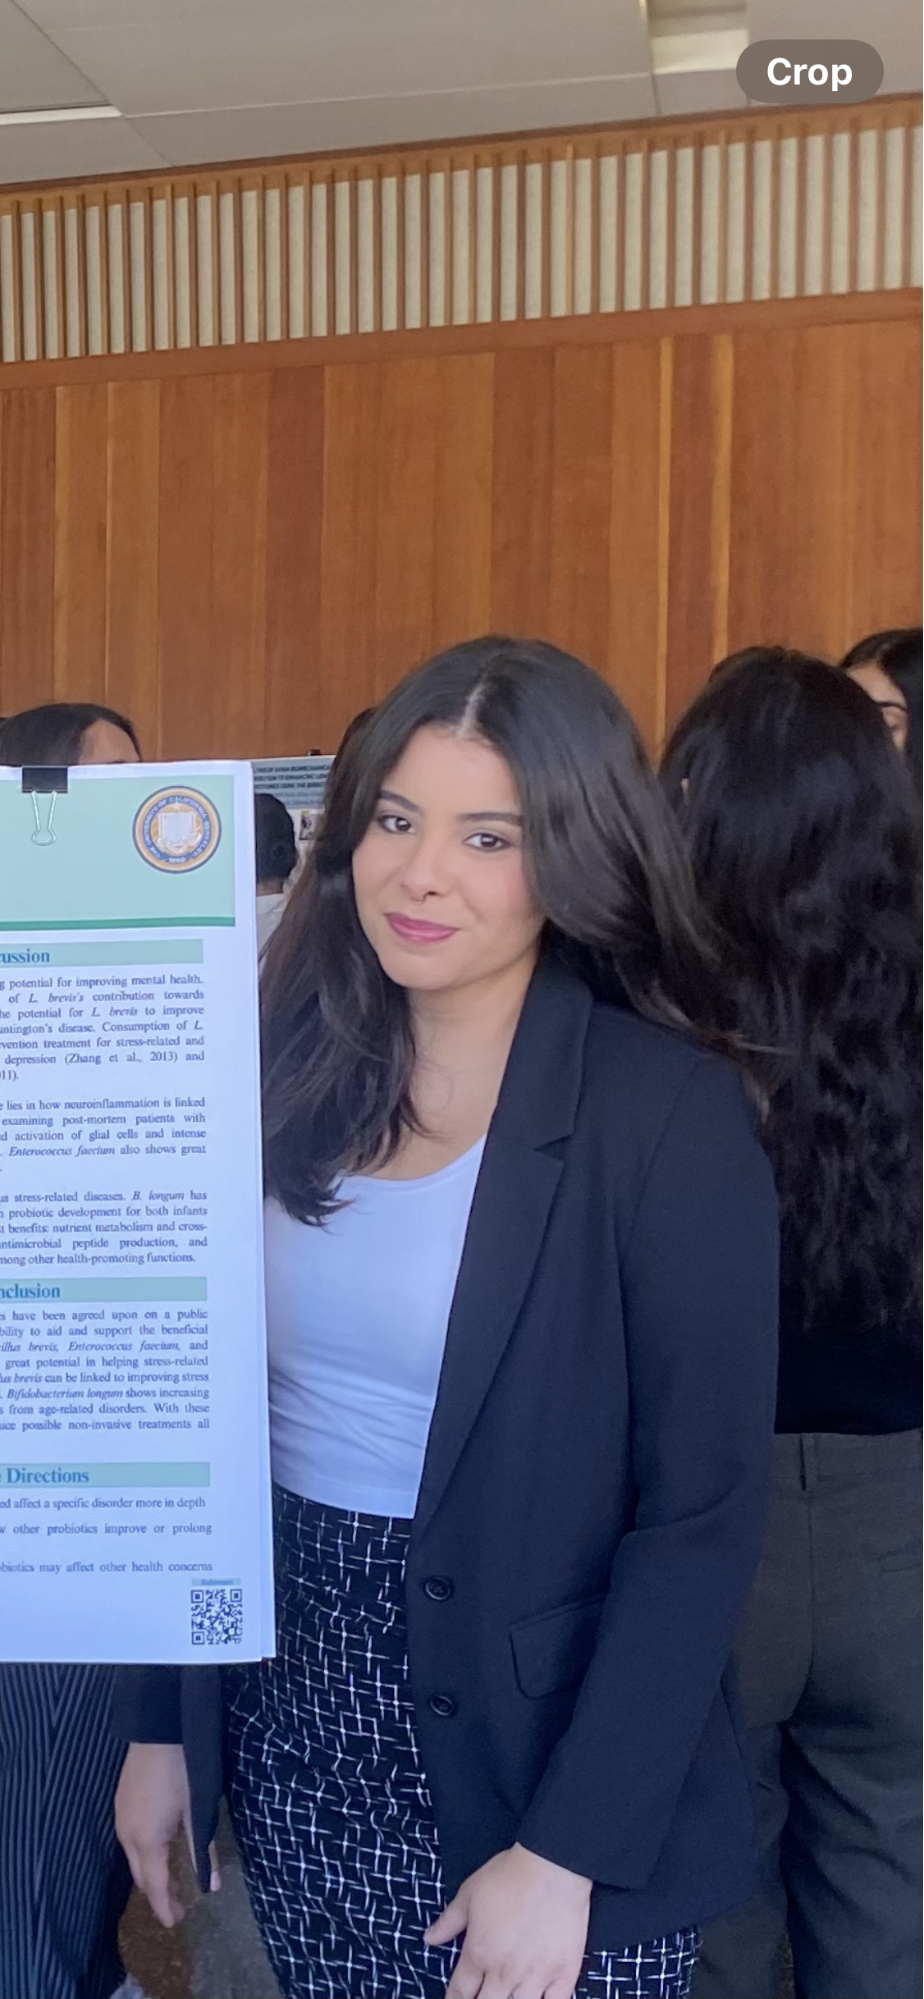 Crop
ussion
g potential for improving mental health.
of L. brevis's contribution towards
he potential for L. brevis to improve
untington's disease. Consumption of L.
vention treatment for stress-related and
depression (Zhang et al., 2013) and
011).
e lies in how neuroinflammation is linked
examining post-mortem patients with
d activation of glial cells and intense
. Enterococcus faecium also shows great
.
us stress-related diseases. B. longum has
n probiotic development for both infants
t benefits: nutrient metabolism and cross-
ntimicrobial peptide production, and
mong other health-promoting functions.
nclusion
s have been agreed upon on a public
bility to aid and support the beneficial
illus brevis, Enterococcus faecium, and
great potential in helping stress-related
lus brevis can be linked to improving stress
. Bifidobacterium longum shows increasing
s from age-related disorders. With these
uce possible non-invasive treatments all
e Directions
ed affect a specific disorder more in depth
w other probiotics improve or prolong
obiotics may affect other health concerns
References